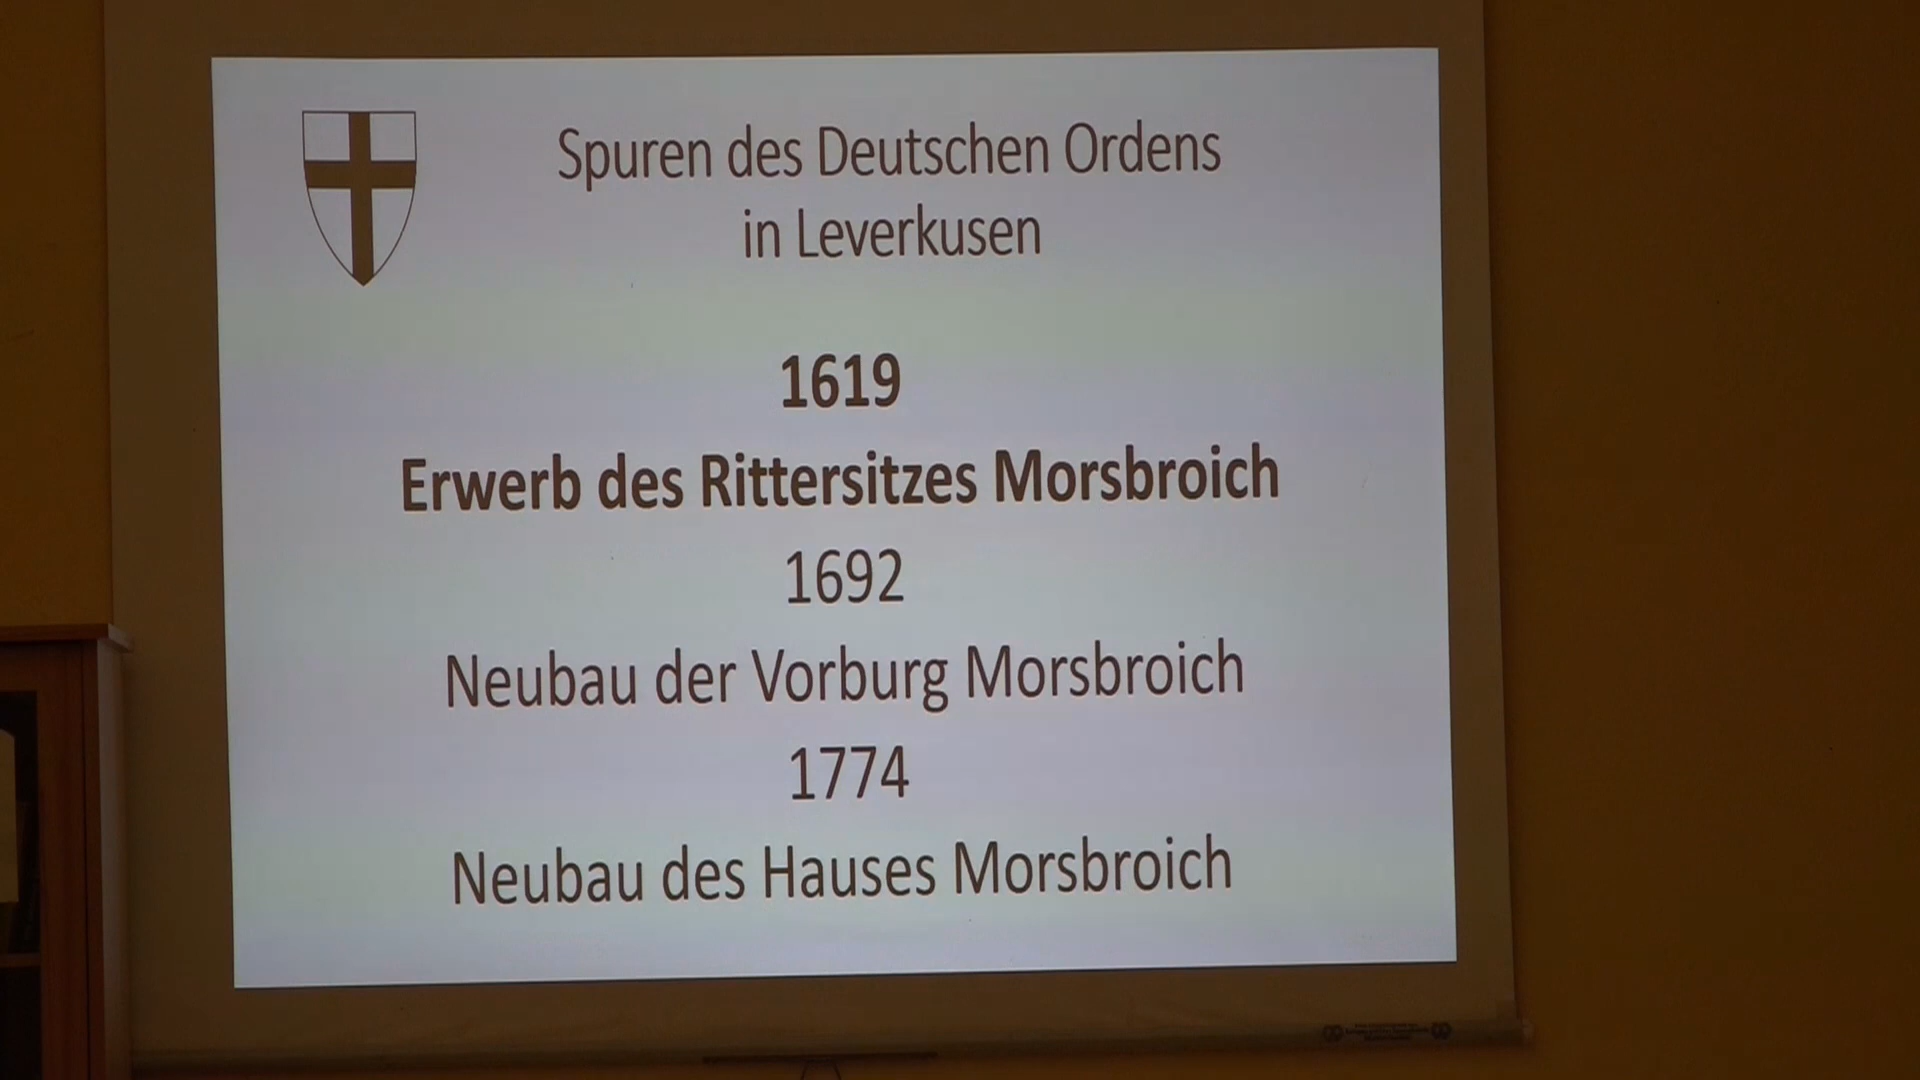 Spuren des Deutschen Ordens
in Leverkusen
1619
Erwerb des Rittersitzes Morsbroich
1692
Neubau der Vorburg Morsbroich
1774
Neubau des Hauses Morsbroich